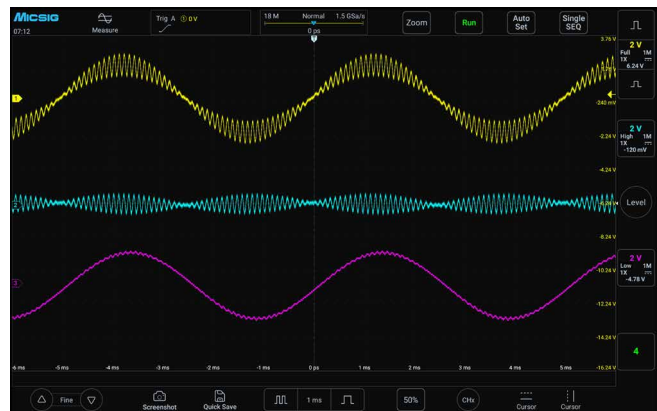 MICSIG
07:12
Measure
Trig A ① 0 V
18 M Normal 1.5 GSa/s
0 ps
Zoom
Run
Auto
Set
Single
SEQ
3.76 V
-240 mV
-2.24 V
-4.24 V
-8.24 V
-10.24 V
-12.24 V
-14.24 V
-16.24 V
2 V
Full 1M
1X
6.24 V
2 V
High 1M
1X
-120 mV
Level
2 V
Low 1M
1X
-4.78 V
4
1
2
3
-6 ms
-5 ms
-4 ms
-3 ms
-2 ms
-1 ms
0 ps
1 ms
2 ms
3 ms
4 ms
5 ms
Fine
Screenshot
Quick Save
1 ms
50%
CHx
Cursor
Cursor